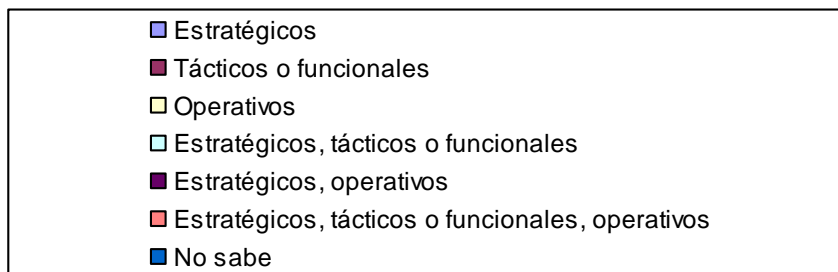 Estratégicos
Tácticos o funcionales
Operativos
Estratégicos, tácticos o funcionales
Estratégicos, operativos
Estratégicos, tácticos o funcionales, operativos
No sabe